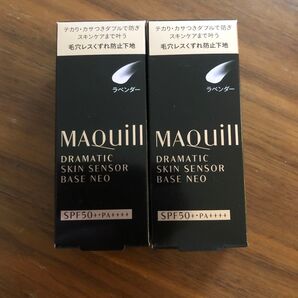 テカリ・カサつきダブルで防ぎ
スキンケアまで叶う
毛穴レスくずれ防止下地
ラベンダー
MAQuill
DRAMATIC
SKIN SENSOR
BASE NEO
SPF50+・PA++++
テカリ・カサつきダブルで防ぎ
スキンケアまで叶う
毛穴レスくずれ防止下地
ラベンダー
MAQuill
DRAMATIC
SKIN SENSOR
BASE NEO
SPF50+・PA++++